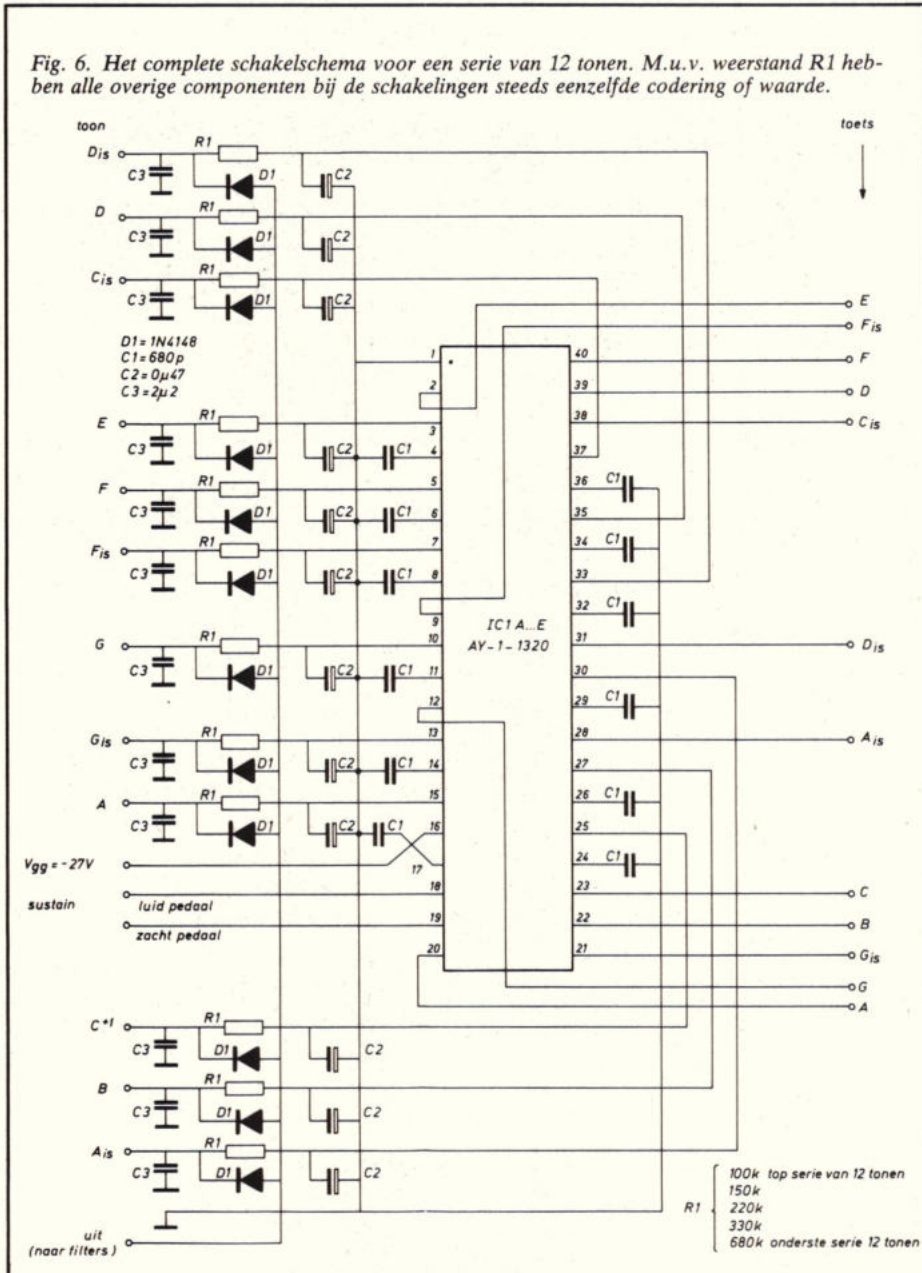 Fig. 6. Het complete schakelschema voor een serie van 12 tonen. M.u.v. weerstand R1 heb-
ben alle overige componenten bij de schakelingen steeds eenzelfde codering of waarde.
toon
toets
Dis
R1
C3
D1
C2
D
R1
C3
D1
C2
Cis
R1
C3
D1
C2
D1=1N4148
C1=680p
C2=0µ47
C3=2µ2
E
Fis
F
D
Cis
1
40
2
39
3
38
4
37
5
36
6
35
7
34
8
33
9
32
10
31
11
30
12
29
13
28
14
27
15
26
16
25
17
24
18
23
19
22
20
21
IC1 A...E
AY-1-1320
E
R1
C3
D1
C2
C1
F
R1
C3
D1
C2
C1
Fis
R1
C3
D1
C2
C1
G
R1
C3
D1
C2
C1
Gis
R1
C3
D1
C2
C1
A
R1
C3
D1
C2
C1
C1
C1
C1
C1
C1
C1
Dis
Ais
Vgg = -27V
sustain
luid pedaal
zacht pedaal
C
B
Gis
G
A
C+1
R1
C3
D1
C2
B
R1
C3
D1
C2
Ais
R1
C3
D1
C2
uit
(naar filters)
R1
100k top serie van 12 tonen
150k
220k
330k
680k onderste serie 12 tonen